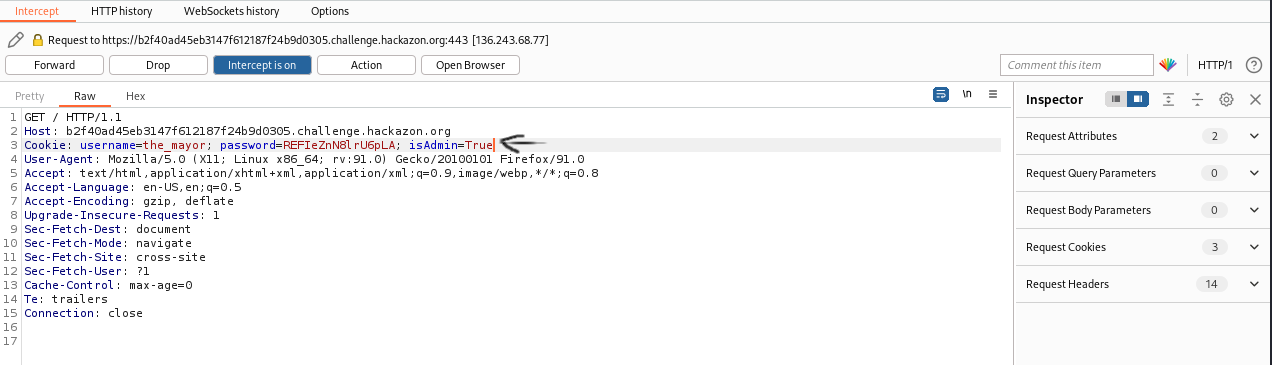 Intercept HTTP history WebSockets history Options
Request to https://b2f40ad45eb3147f612187f24b9d0305.challenge.hackazon.org:443 [136.243.68.77]
Forward Drop Intercept is on Action Open Browser Comment this item HTTP/1 ?
Pretty Raw Hex \n
Inspector
1 GET / HTTP/1.1
2 Host: b2f40ad45eb3147f612187f24b9d0305.challenge.hackazon.org
3 Cookie: username=the_mayor; password=REFIeZnN8lrU6pLA; isAdmin=True
4 User-Agent: Mozilla/5.0 (X11; Linux x86_64; rv:91.0) Gecko/20100101 Firefox/91.0
5 Accept: text/html,application/xhtml+xml,application/xml;q=0.9,image/webp,*/*;q=0.8
6 Accept-Language: en-US,en;q=0.5
7 Accept-Encoding: gzip, deflate
8 Upgrade-Insecure-Requests: 1
9 Sec-Fetch-Dest: document
10 Sec-Fetch-Mode: navigate
11 Sec-Fetch-Site: cross-site
12 Sec-Fetch-User: ?1
13 Cache-Control: max-age=0
14 Te: trailers
15 Connection: close
16
17
Request Attributes 2
Request Query Parameters 0
Request Body Parameters 0
Request Cookies 3
Request Headers 14